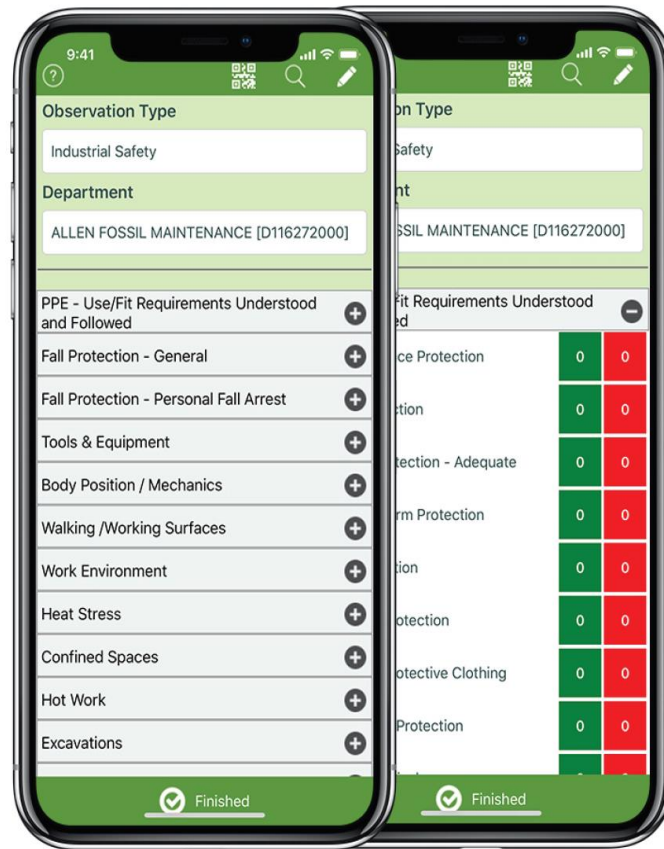 9:41
?
Observation Type
Industrial Safety
Department
ALLEN FOSSIL MAINTENANCE [D116272000]
PPE - Use/Fit Requirements Understood
and Followed
Fall Protection - General
Fall Protection - Personal Fall Arrest
Tools & Equipment
Body Position / Mechanics
Walking /Working Surfaces
Work Environment
Heat Stress
Confined Spaces
Hot Work
Excavations
Finished
on Type
Safety
nt
SSIL MAINTENANCE [D116272000]
Fit Requirements Understood
ed
ce Protection 0 0
ction 0 0
tection - Adequate 0 0
rm Protection 0 0
tion 0 0
otection 0 0
otective Clothing 0 0
Protection 0 0
0 0
Finished